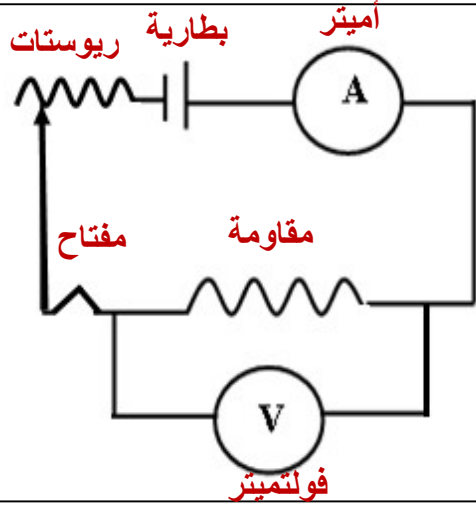 أميتر
بطارية
ريوستات
A
مفتاح
مقاومة
V
فولتميتر